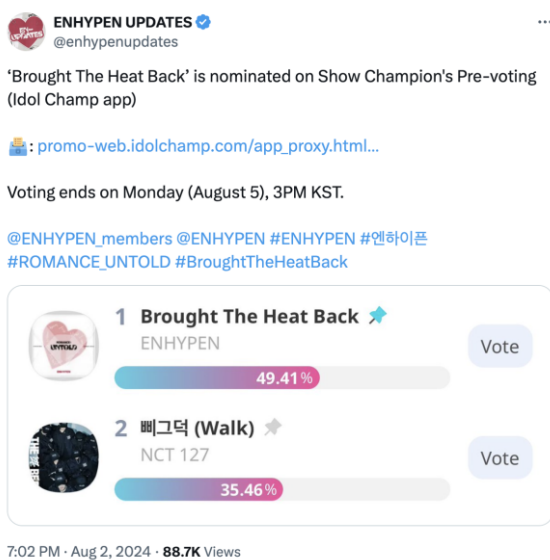 ENHYPEN UPDATES
@enhypenupdates
‘Brought The Heat Back’ is nominated on Show Champion's Pre-voting
(Idol Champ app)
: promo-web.idolchamp.com/app_proxy.html...
Voting ends on Monday (August 5), 3PM KST.
@ENHYPEN_members @ENHYPEN #ENHYPEN #엔하이픈
#ROMANCE_UNTOLD #BroughtTheHeatBack
1 Brought The Heat Back
ENHYPEN
Vote
49.41%
2 삐그덕 (Walk)
NCT 127
Vote
35.46%
7:02 PM · Aug 2, 2024 · 88.7K Views